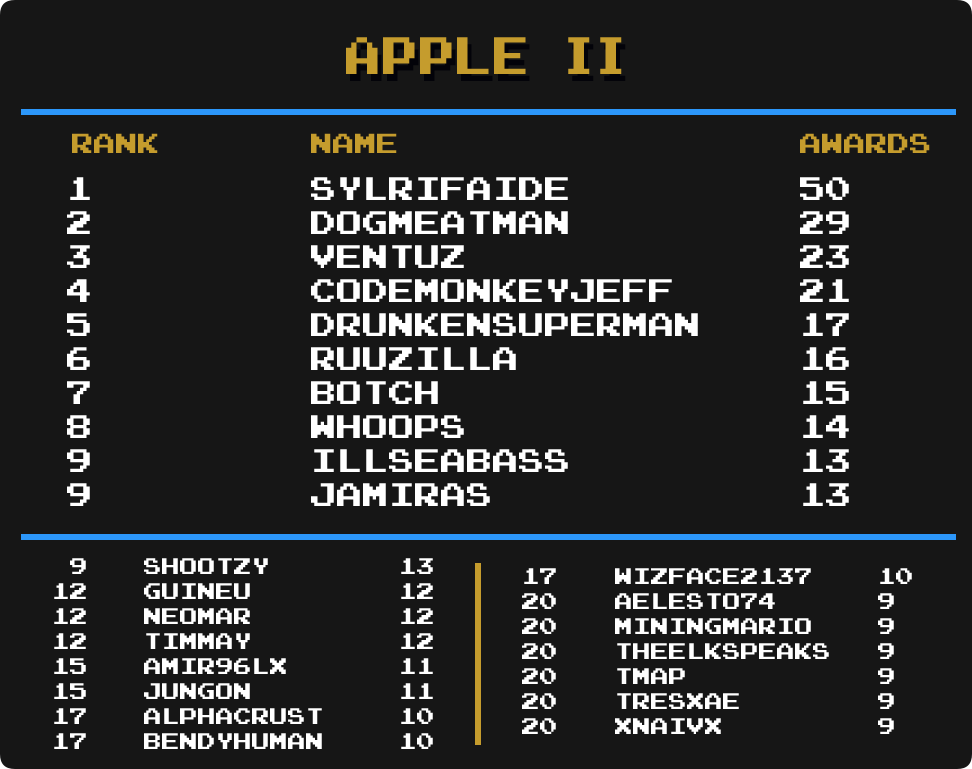 APPLE II
RANK NAME AWARDS
1 SYLRIFAIDE 50
2 DOGMEATMAN 29
3 VENTUZ 23
4 CODEMONKEYJEFF 21
5 DRUNKENSUPERMAN 17
6 RUUZILLA 16
7 BOTCH 15
8 WHOOPS 14
9 ILLSEABASS 13
9 JAMIRAS 13
9 SHOOTZY 13
12 GUINEU 12
12 NEOMAR 12
12 TIMMAY 12
15 AMIR96LX 11
15 JUNGON 11
17 ALPHACRUST 10
17 BENDYHUMAN 10
17 WIZFACE2137 10
20 AELESTO74 9
20 MININGMARIO 9
20 THEELKSPEAKS 9
20 TMAP 9
20 TRESXAE 9
20 XNAIVX 9